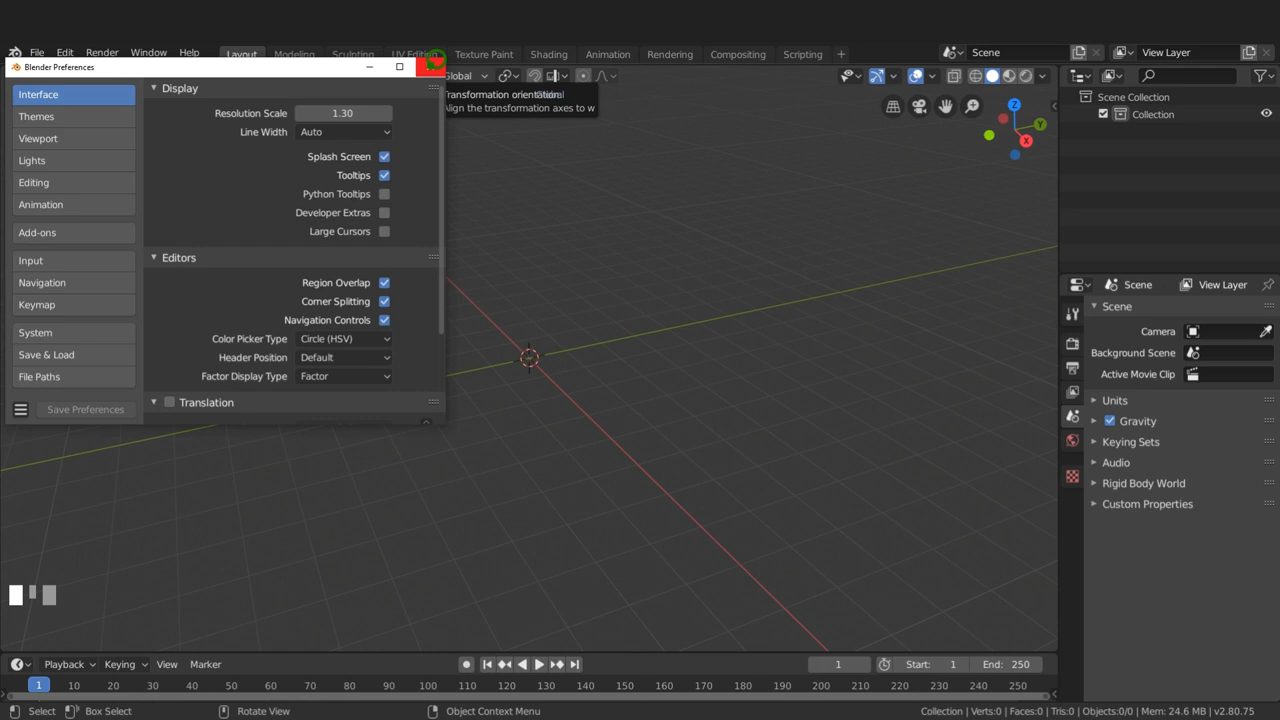 File Edit Render Window Help Layout Modeling Sculpting UV Editing Texture Paint Shading Animation Rendering Compositing Scripting Scene View Layer
Blender Preferences
Global
Transformation orientation
Align the transformation axes to w
Interface
Themes
Viewport
Lights
Editing
Animation
Add-ons
Input
Navigation
Keymap
System
Save & Load
File Paths
Save Preferences
Display
Resolution Scale 1.30
Line Width Auto
Splash Screen
Tooltips
Python Tooltips
Developer Extras
Large Cursors
Editors
Region Overlap
Corner Splitting
Navigation Controls
Color Picker Type Circle (HSV)
Header Position Default
Factor Display Type Factor
Translation
Z
Y
X
Scene Collection
Collection
Scene View Layer
Scene
Camera
Background Scene
Active Movie Clip
Units
Gravity
Keying Sets
Audio
Rigid Body World
Custom Properties
Playback Keying View Marker 1 Start: 1 End: 250
1 10 20 30 40 50 60 70 80 90 100 110 120 130 140 150 160 170 180 190 200 210 220 230 240 250
Select Box Select Rotate View Object Context Menu Collection | Verts:0 | Faces:0 | Tris:0 | Objects:0/0 | Mem: 24.6 MB | v2.80.75